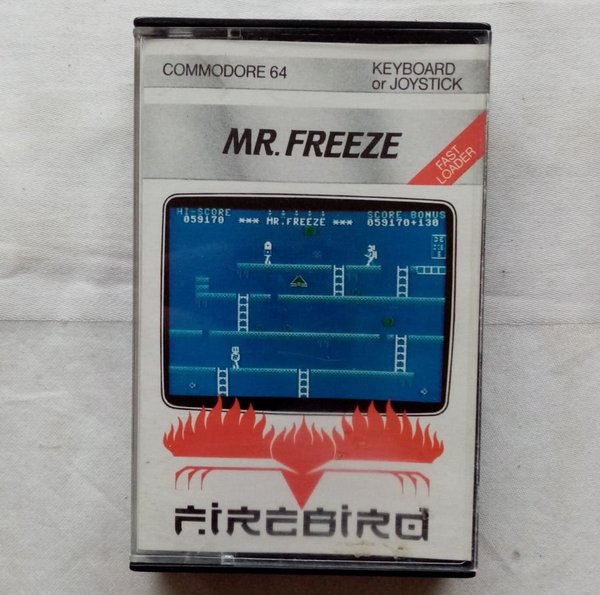 COMMODORE 64
KEYBOARD
or JOYSTICK
MR. FREEZE
FAST
LOADER
HI-SCORE
SCORE BONUS
059170 *** MR.FREEZE *** 059170+130
FIREBIRD